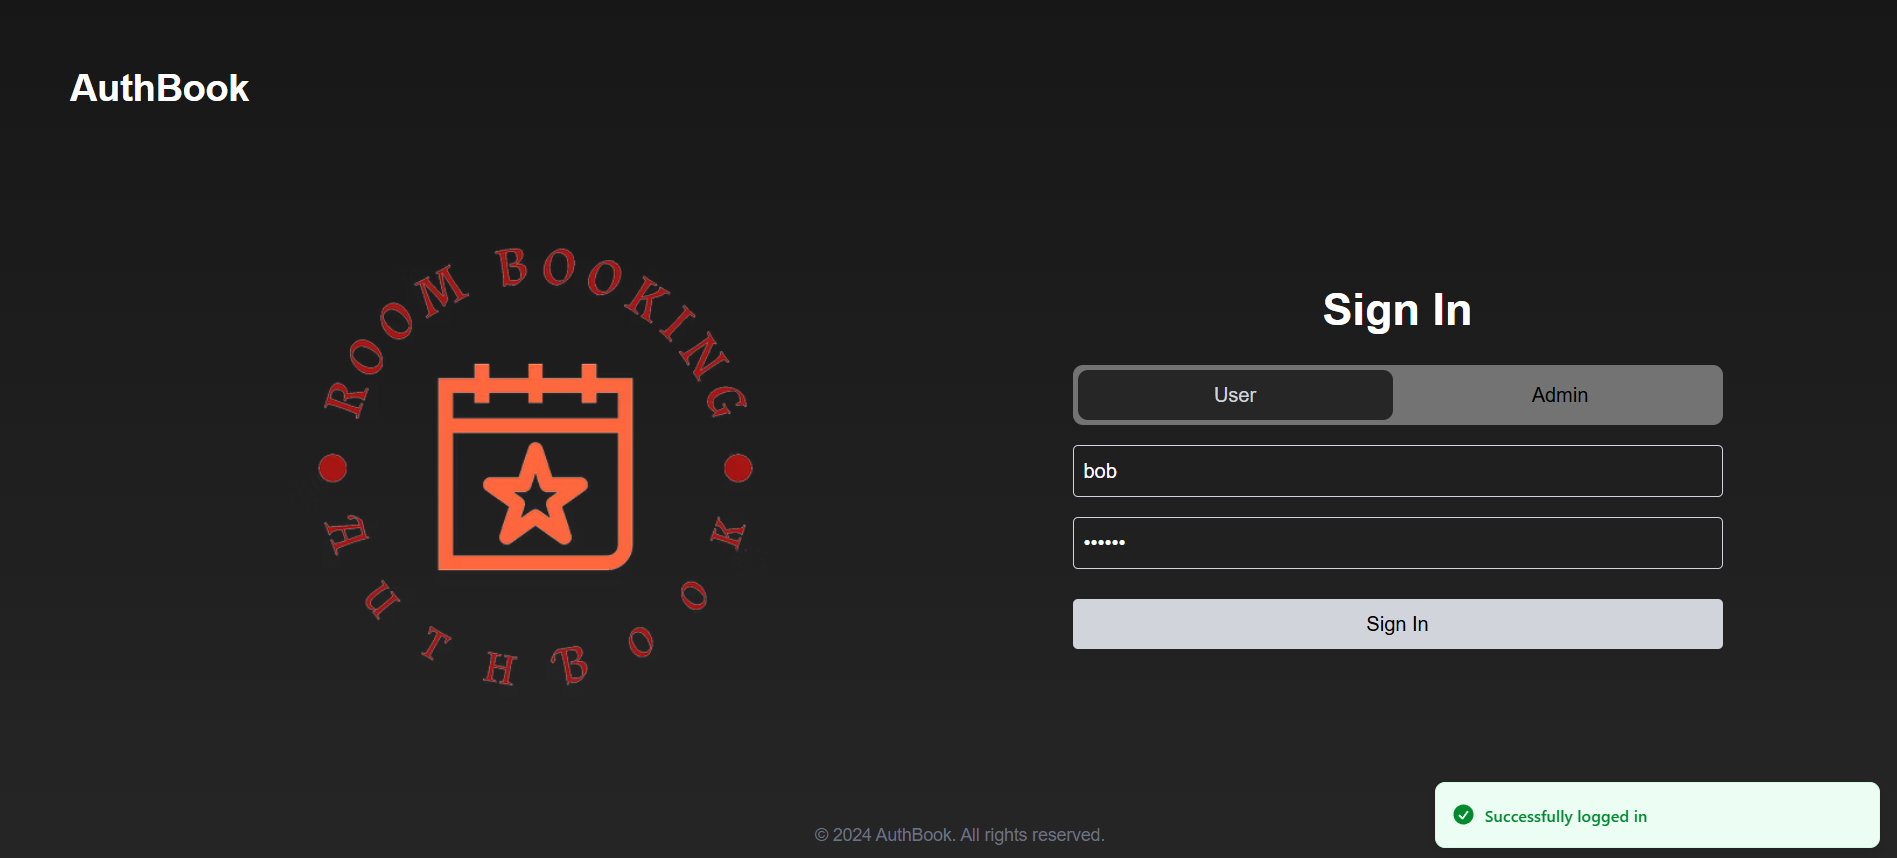 AuthBook
ROOM BOOKING
AUTHBOOK
Sign In
User Admin
bob
••••••
Sign In
Successfully logged in
© 2024 AuthBook. All rights reserved.